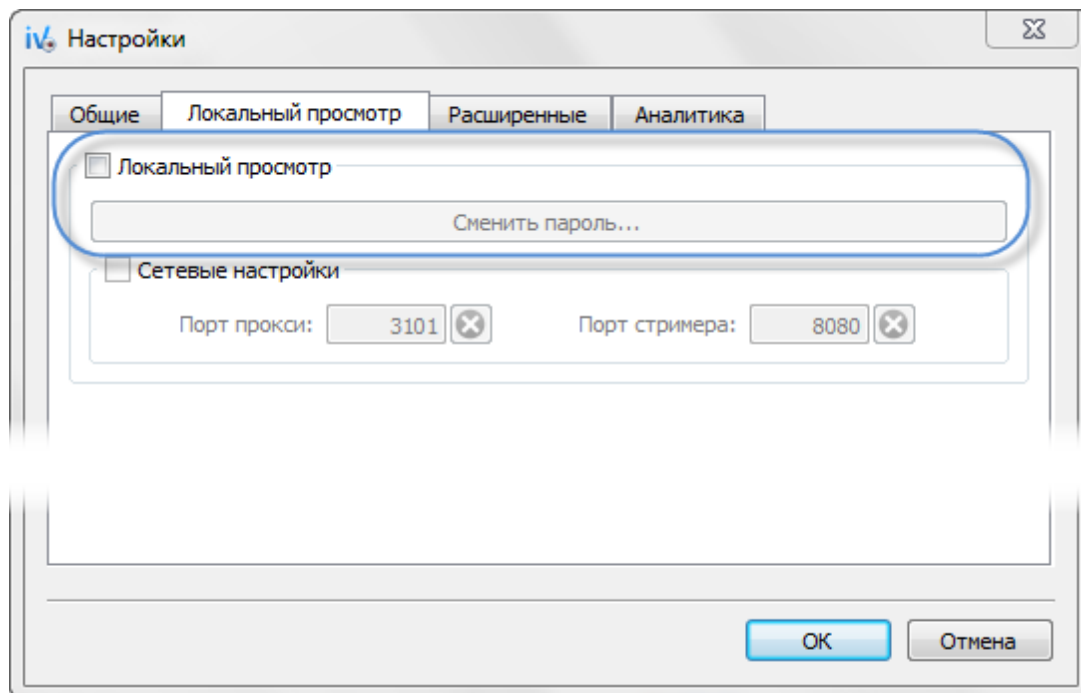 iV Настройки
Общие Локальный просмотр Расширенные Аналитика
Локальный просмотр
Сменить пароль...
Сетевые настройки
Порт прокси: 3101 Порт стримера: 8080
OK Отмена